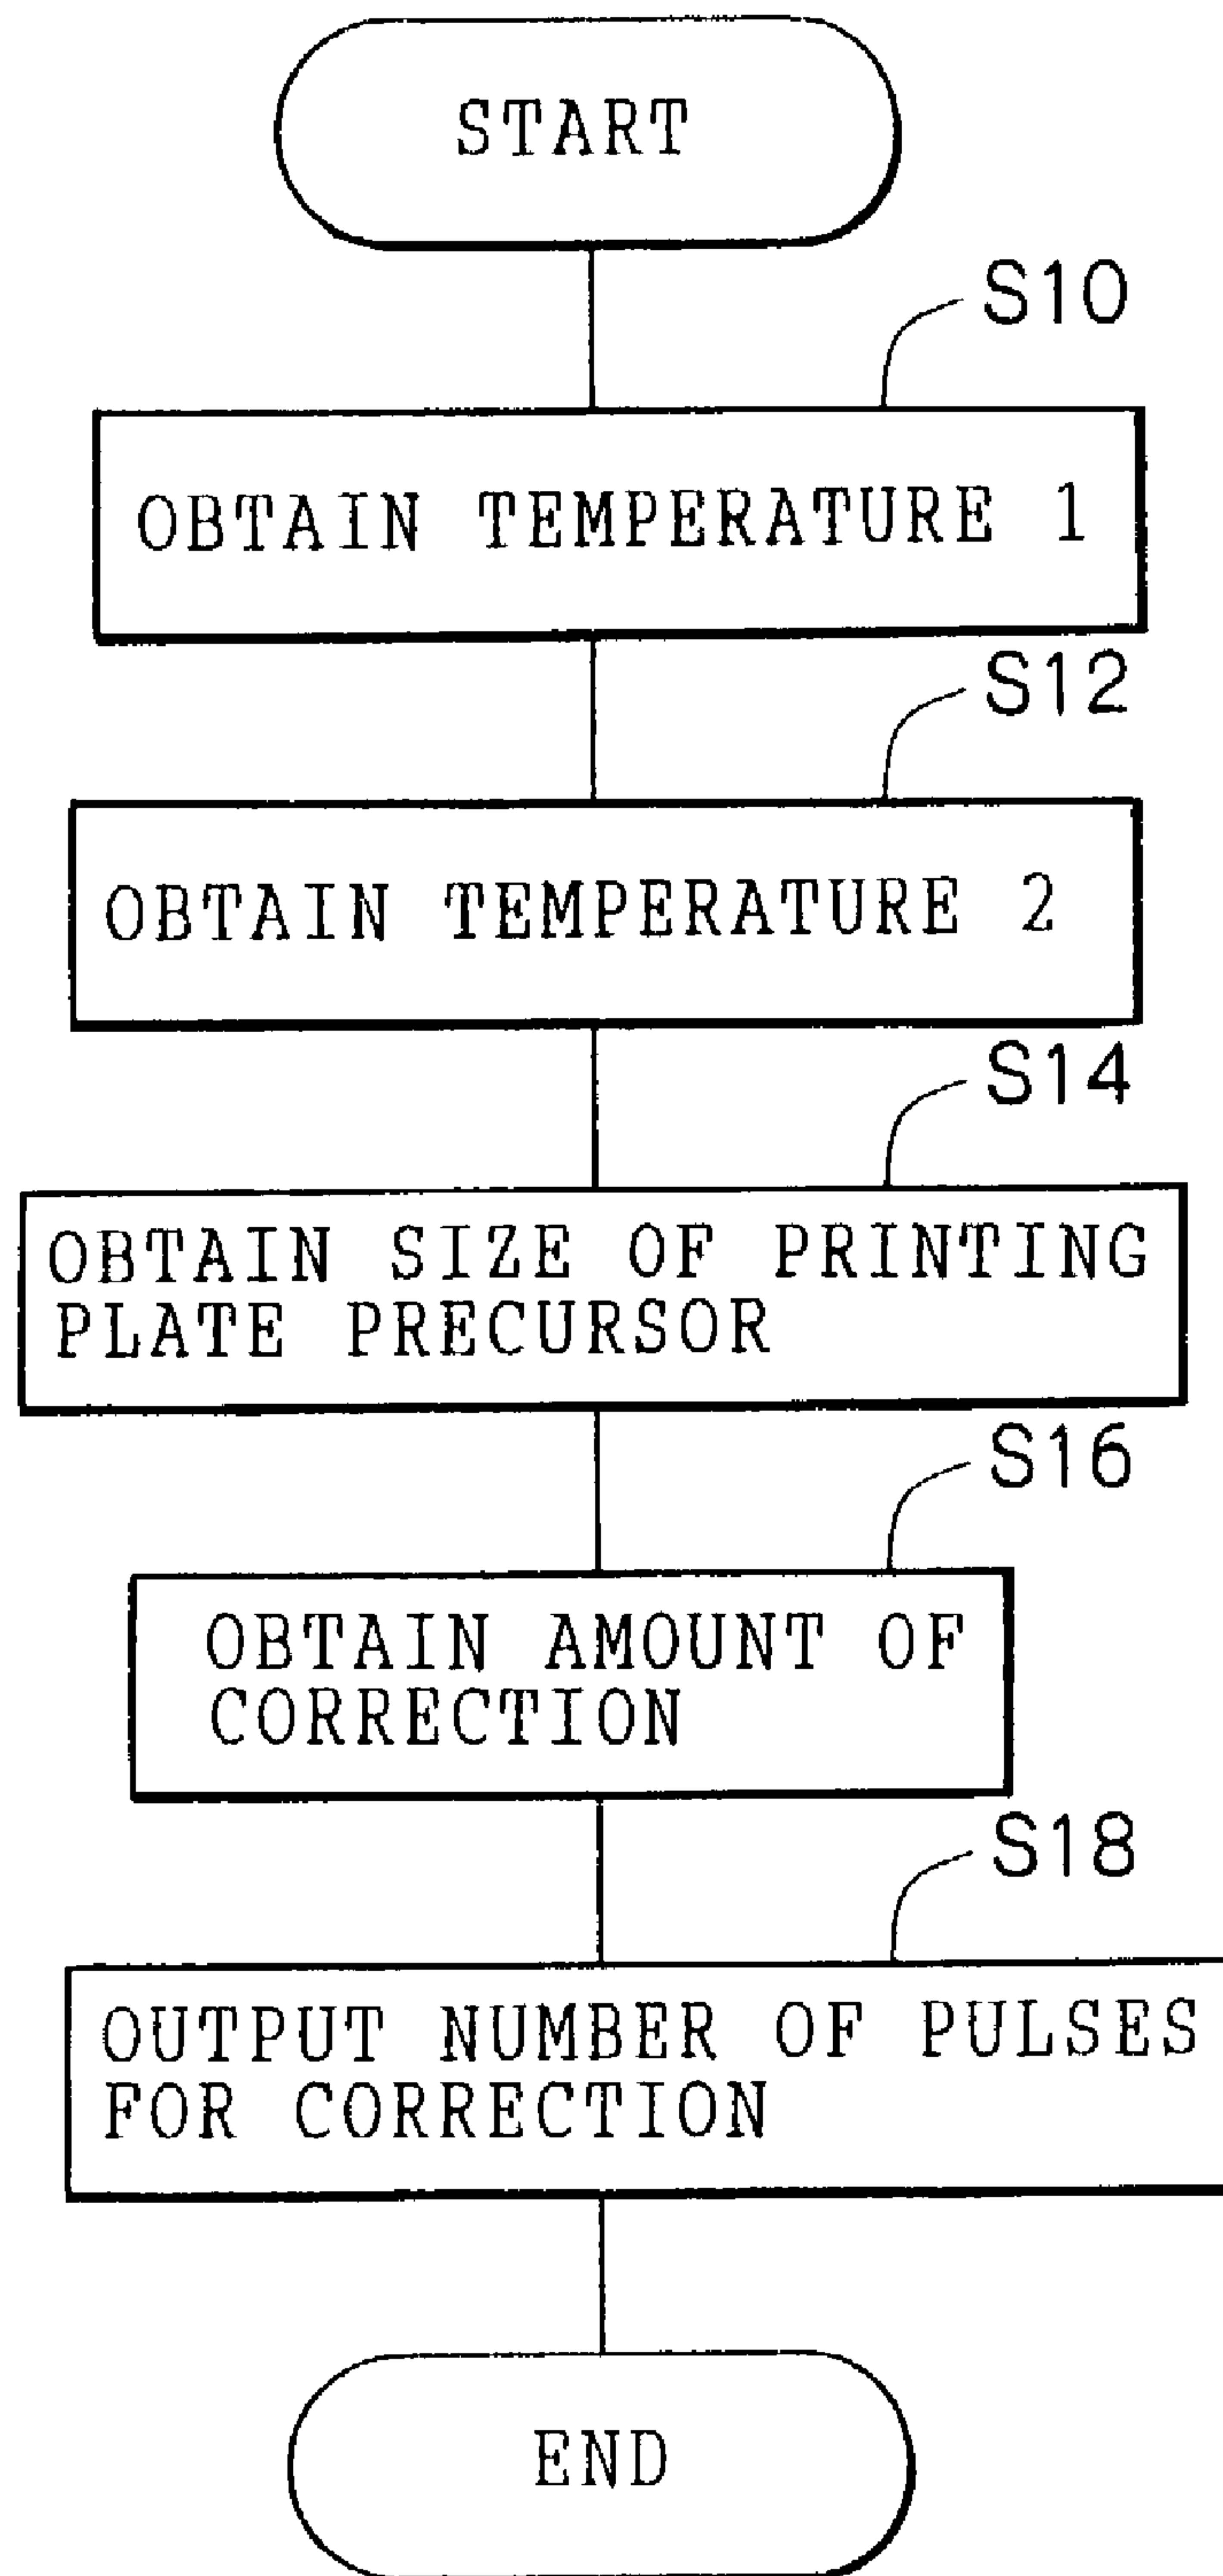 START
S10
OBTAIN TEMPERATURE 1
S12
OBTAIN TEMPERATURE 2
S14
OBTAIN SIZE OF PRINTING
PLATE PRECURSOR
S16
OBTAIN AMOUNT OF
CORRECTION
S18
OUTPUT NUMBER OF PULSES
FOR CORRECTION
END